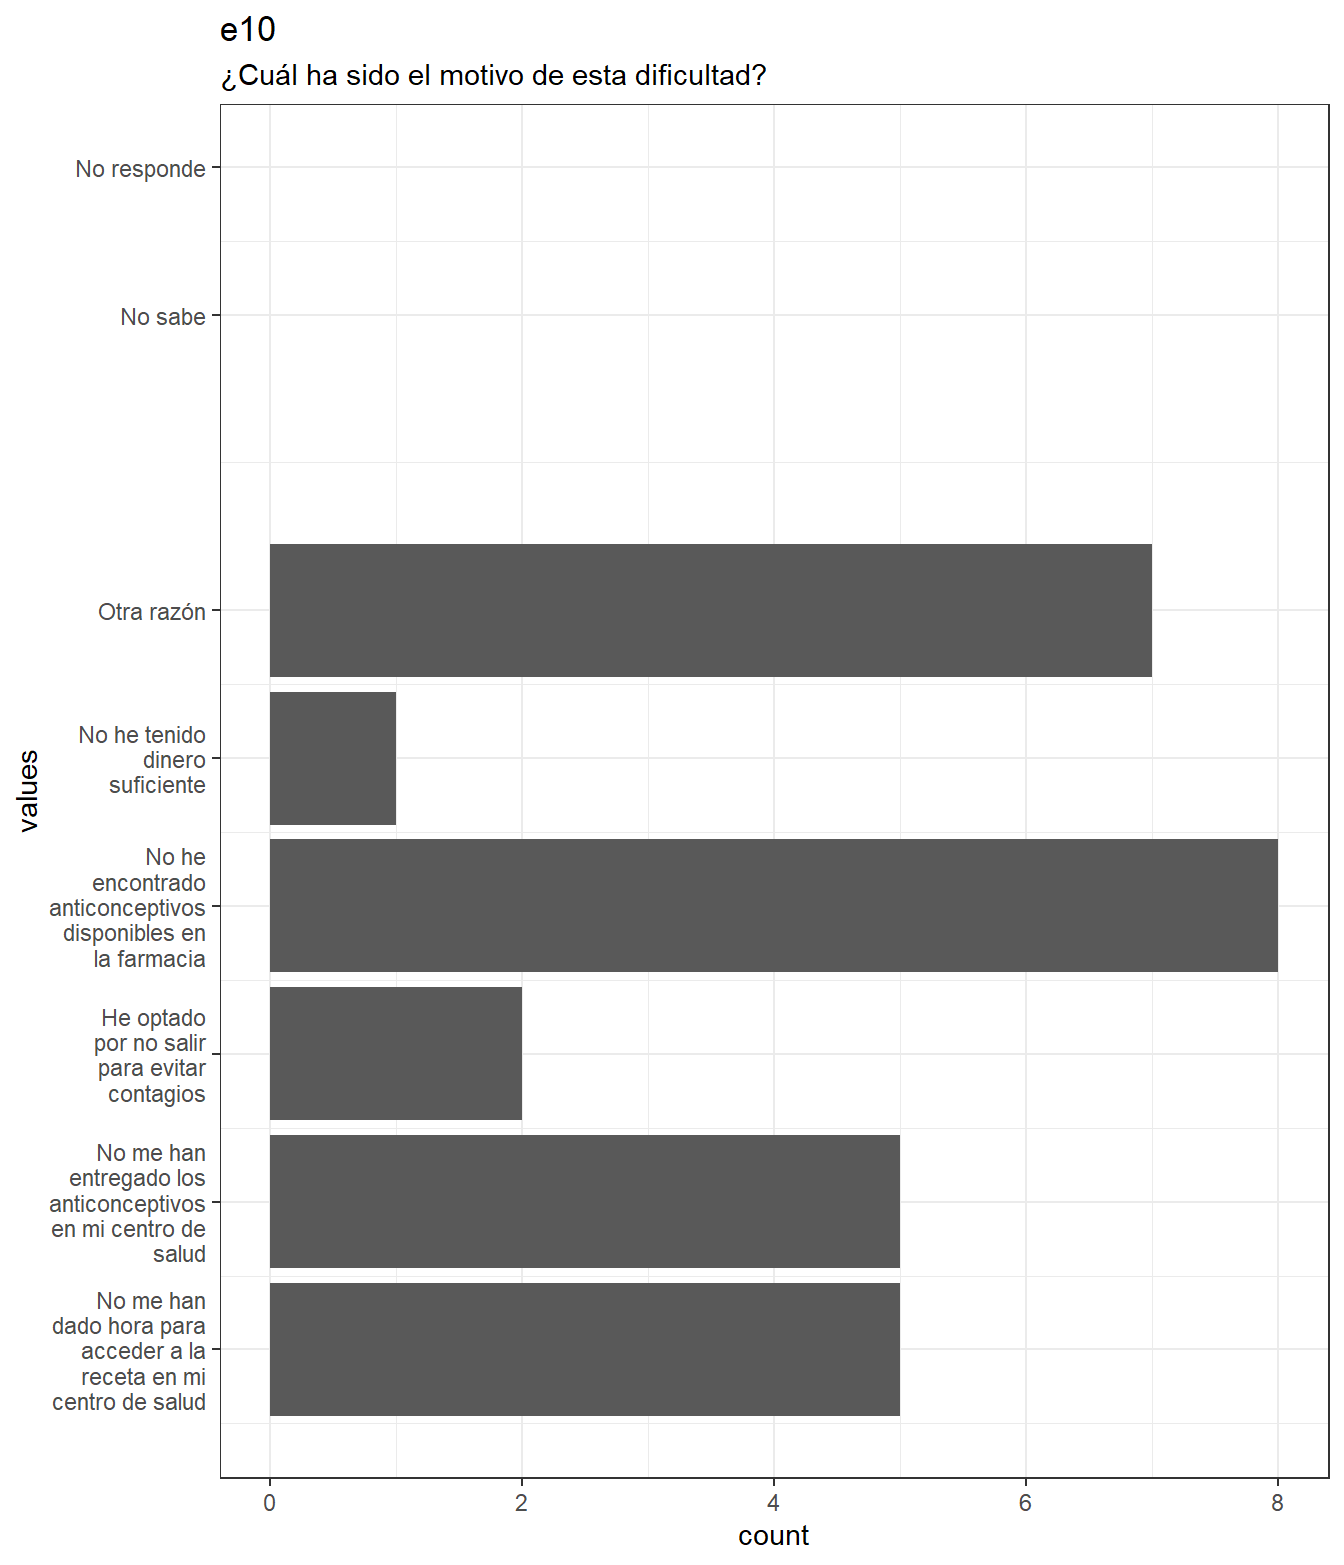 e10
¿Cuál ha sido el motivo de esta dificultad?
No responde
No sabe
Otra razón
No he tenido
dinero
suficiente
No he
encontrado
anticonceptivos
disponibles en
la farmacia
He optado
por no salir
para evitar
contagios
No me han
entregado los
anticonceptivos
en mi centro de
salud
No me han
dado hora para
acceder a la
receta en mi
centro de salud
values
0 2 4 6 8
count